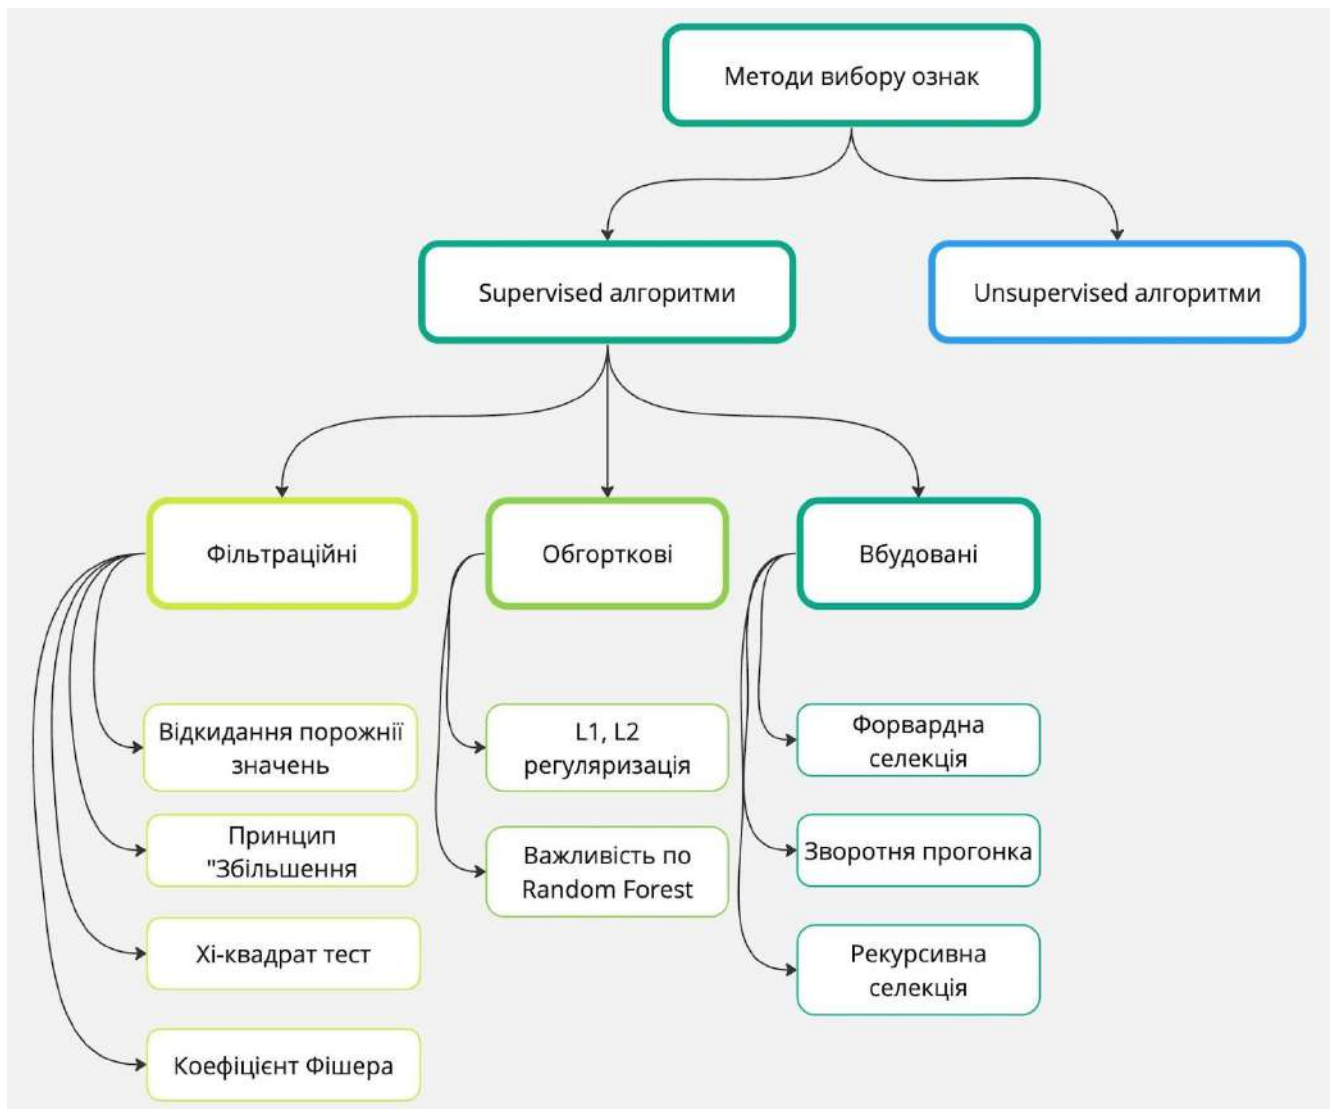 Методи вибору ознак
Supervised алгоритми
Unsupervised алгоритми
Фільтраційні
Обгорткові
Вбудовані
Відкидання порожнії
значень
Принцип
"Збільшення
Хі-квадрат тест
Коефіцієнт Фішера
L1, L2
регуляризація
Важливість по
Random Forest
Форвардна
селекція
Зворотня прогонка
Рекурсивна
селекція